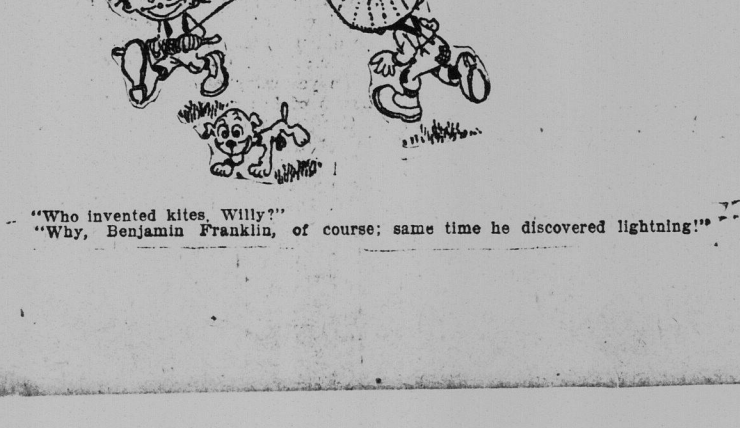 "Who invented kites, Willy?"
"Why, Benjamin Franklin, of course; same time he discovered lightning!"